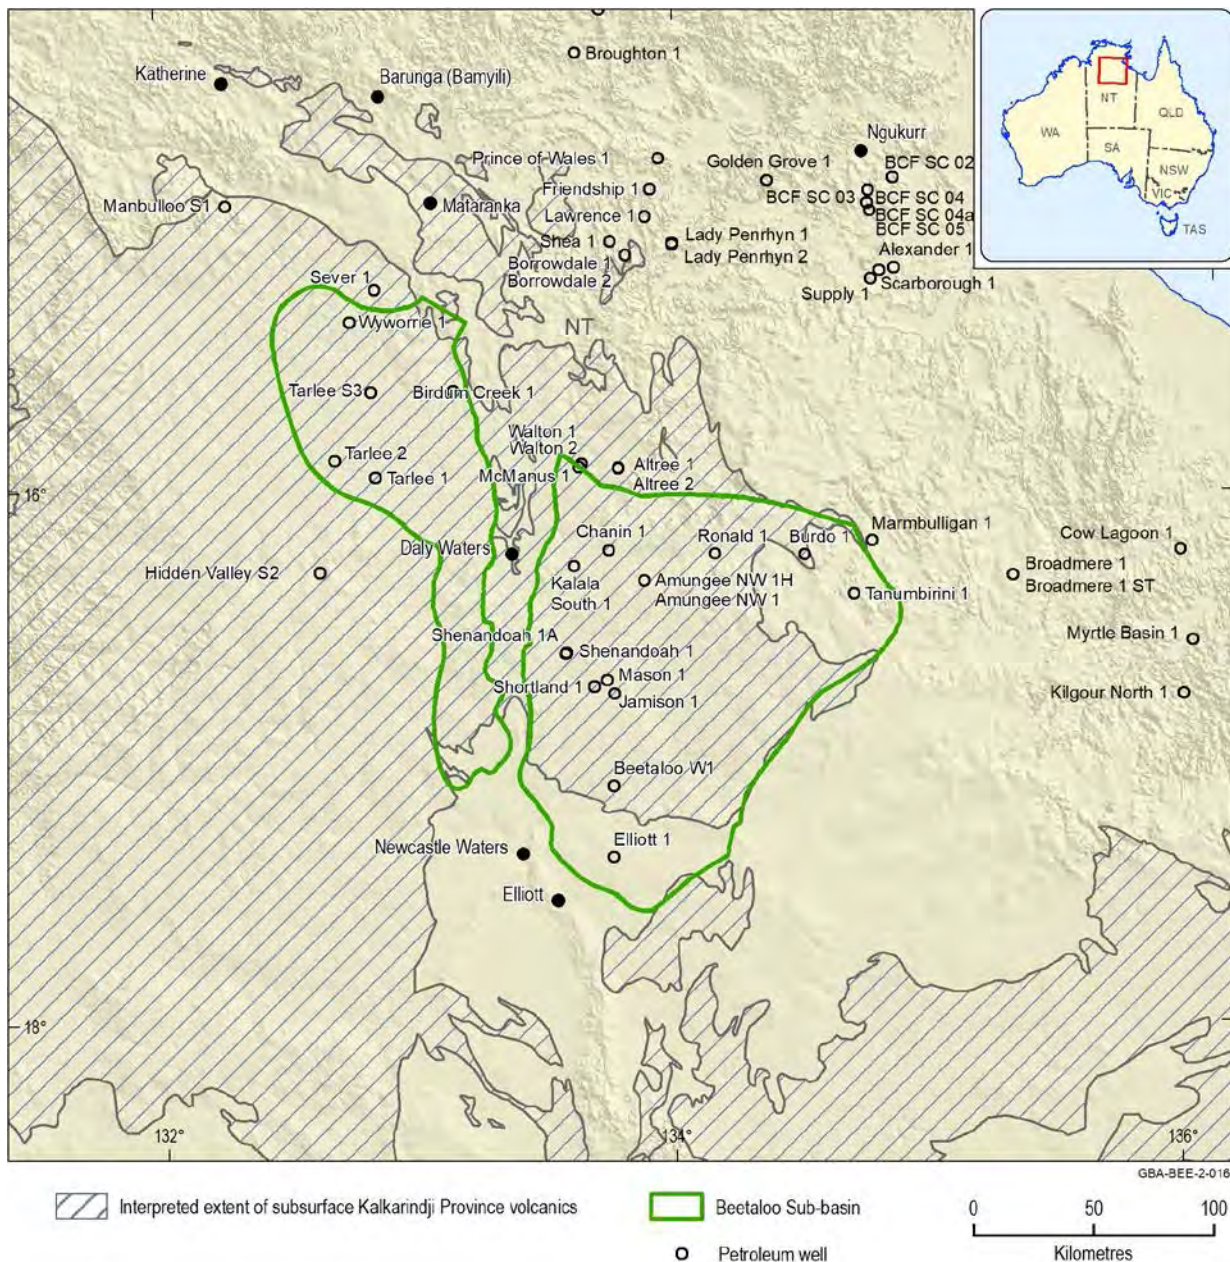 Broughton 1
Katherine
Barunga (Bamyili)
NT
QLD
WA
SA
NSW
VIC
TAS
Ngukurr
BCF SC 02
Prince of Wales 1
Golden Grove 1
Friendship 1
BCF SC 03
BCF SC 04
Manbulloo S1
Mataranka
Lawrence 1
BCF SC 04a
BCF SC 05
Shea 1
Lady Penrhyn 1
Lady Penrhyn 2
Alexander 1
Borrowdale 1
Borrowdale 2
Sever 1
Supply 1
Scarborough 1
Wyworrie 1
NT
Tarlee S3
Birdum Creek 1
Walton 1
Walton 2
Tarlee 2
Tarlee 1
McManus 1
Altree 1
Altree 2
16°
Marmbulligan 1
Chanin 1
Ronald 1
Burdo 1
Cow Lagoon 1
Daly Waters
Hidden Valley S2
Kalala
South 1
Amungee NW 1H
Amungee NW 1
Tanumbirini 1
Broadmere 1
Broadmere 1 ST
Shenandoah 1A
Shenandoah 1
Myrtle Basin 1
Shortland 1
Mason 1
Jamison 1
Kilgour North 1
Beetaloo W1
Newcastle Waters
Elliott 1
Elliott
18°
132°
134°
136°
GBA-BEE-2-016
Interpreted extent of subsurface Kalkarindji Province volcanics
Beetaloo Sub-basin
Petroleum well
0 50 100
Kilometres